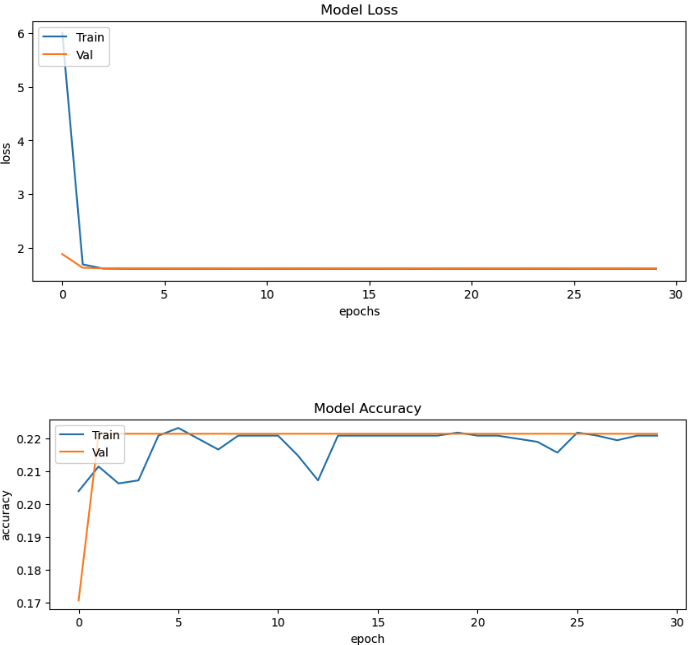 Model Loss
6
5
4
3
2
loss
Train
Val
0 5 10 15 20 25 30
epochs
Model Accuracy
0.22
0.21
0.20
0.19
0.18
0.17
accuracy
Train
Val
0 5 10 15 20 25 30
epoch